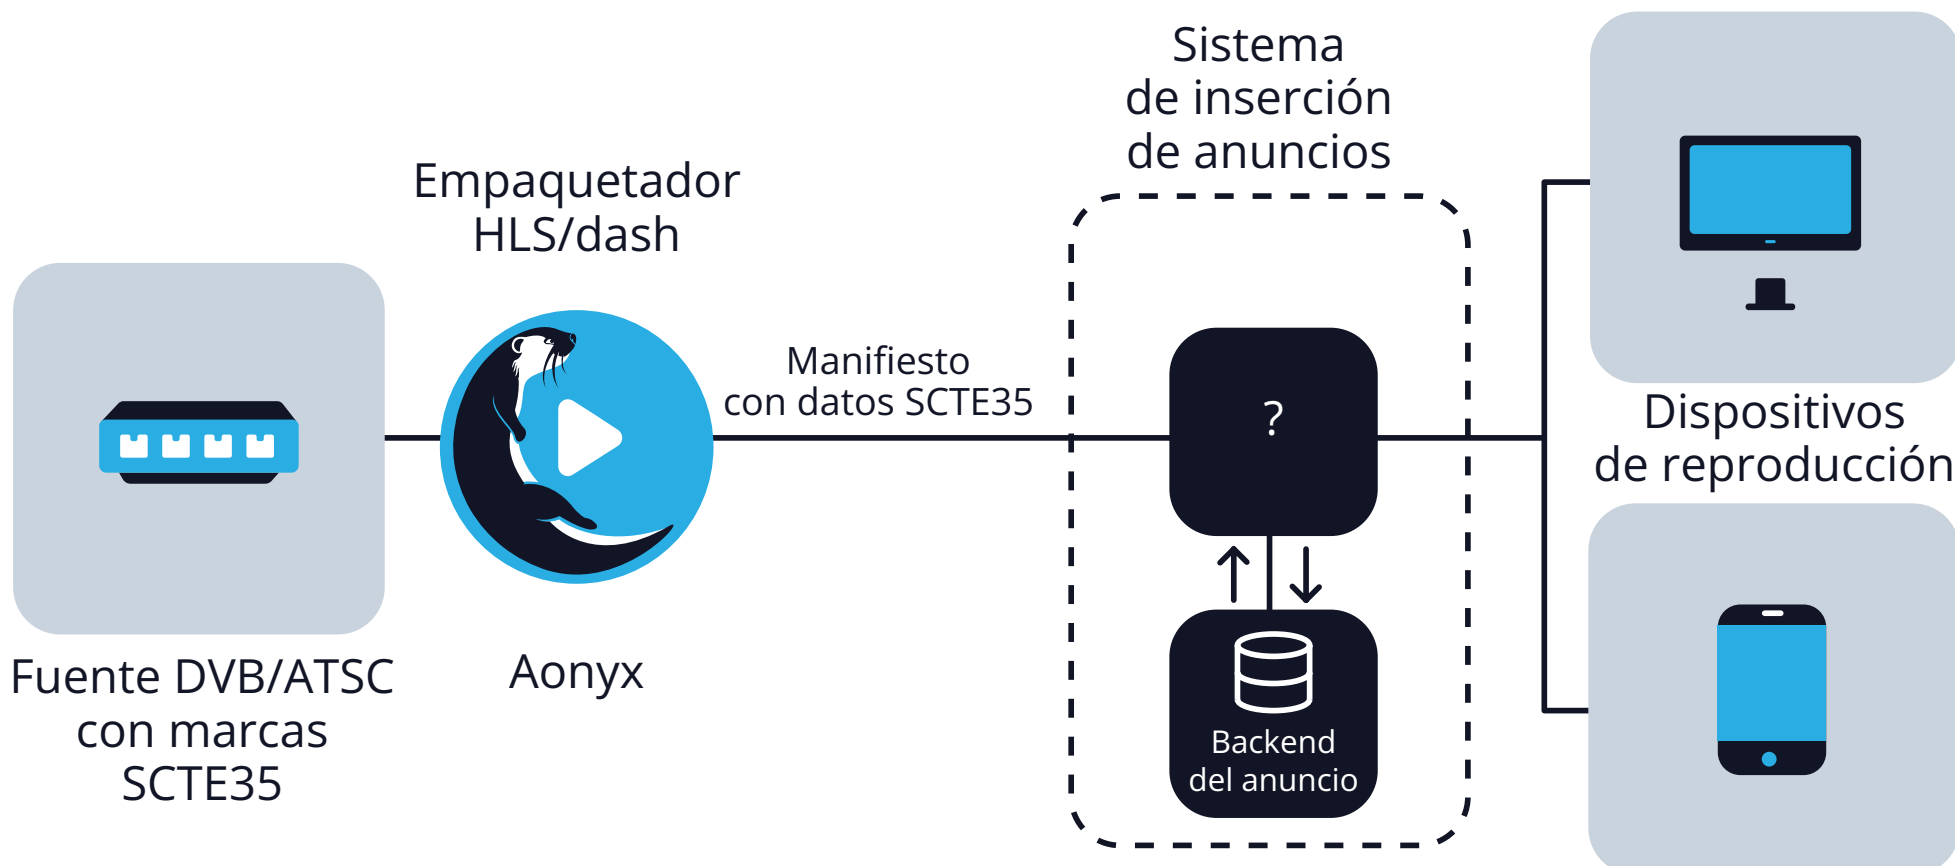 Sistema
de inserción
de anuncios
Empaquetador
HLS/dash
Manifiesto
con datos SCTE35
?
Dispositivos
de reproducción
Fuente DVB/ATSC
con marcas
SCTE35
Aonyx
Backend
del anuncio